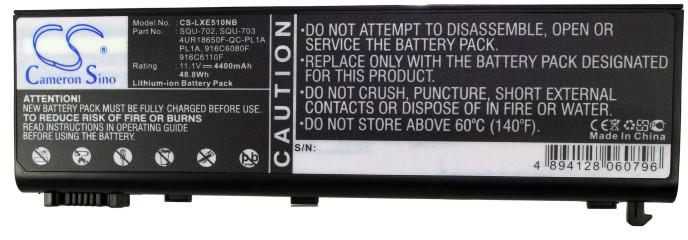 CS
Cameron Sino
Model No.: CS-LXE510NB
Part No.: SQU-702, SQU-703
4UR18650F-QC-PL1A
PL1A, 916C6080F
916C6110F
Rating: 11.1V ⎓ 4400mAh
48.8Wh
Lithium-ion Battery Pack
ATTENTION!
NEW BATTERY PACK MUST BE FULLY CHARGED BEFORE USE.
TO REDUCE RISK OF FIRE OR BURNS
READ INSTRUCTIONS SUPPLIED WITH YOUR BATTERY
BEFORE USING THE BATTERY.
CAUTION
•DO NOT ATTEMPT TO DISASSEMBLE, OPEN OR
SERVICE THE BATTERY PACK.
•REPLACE ONLY WITH THE BATTERY DESIGNATED
FOR THIS PRODUCT.
•DO NOT CRUSH, PUNCTURE, SHORT EXTERNAL
CONTACTS OR DISPOSE OF IN FIRE OR WATER.
•DO NOT STORE ABOVE 60°C (140°F).
CE
Made in China
S/N:
4 894128 060796